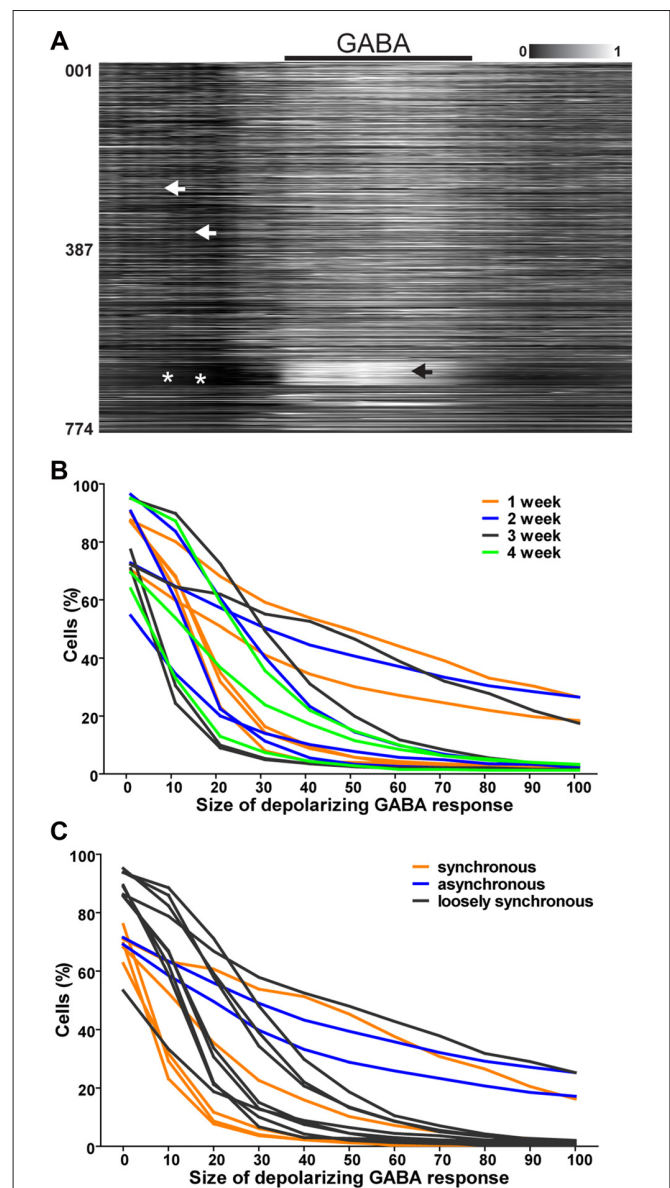 A
GABA
0 1
001
387
* *
774
B
100
80
60
40
20
0
Cells (%)
1 week
2 week
3 week
4 week
0 10 20 30 40 50 60 70 80 90 100
Size of depolarizing GABA response
C
100
80
60
40
20
0
Cells (%)
synchronous
asynchronous
loosely synchronous
0 10 20 30 40 50 60 70 80 90 100
Size of depolarizing GABA response